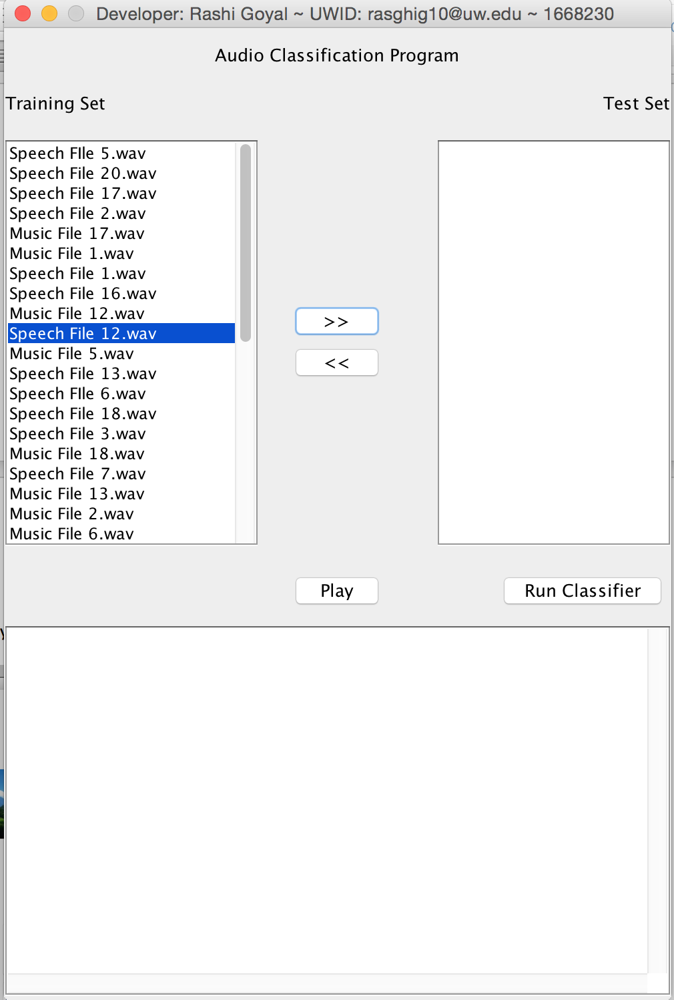 Developer: Rashi Goyal ~ UWID: rasghig10@uw.edu ~ 1668230
Audio Classification Program
Training Set
Test Set
Speech FIle 5.wav
Speech File 20.wav
Speech File 17.wav
Speech File 2.wav
Music File 17.wav
Music File 1.wav
Speech File 1.wav
Speech File 16.wav
Music File 12.wav
Speech File 12.wav
Music File 5.wav
Speech File 13.wav
Speech FIle 6.wav
Speech File 18.wav
Speech File 3.wav
Music File 18.wav
Speech File 7.wav
Music File 13.wav
Music File 2.wav
Music File 6.wav
>>
<<
Play
Run Classifier